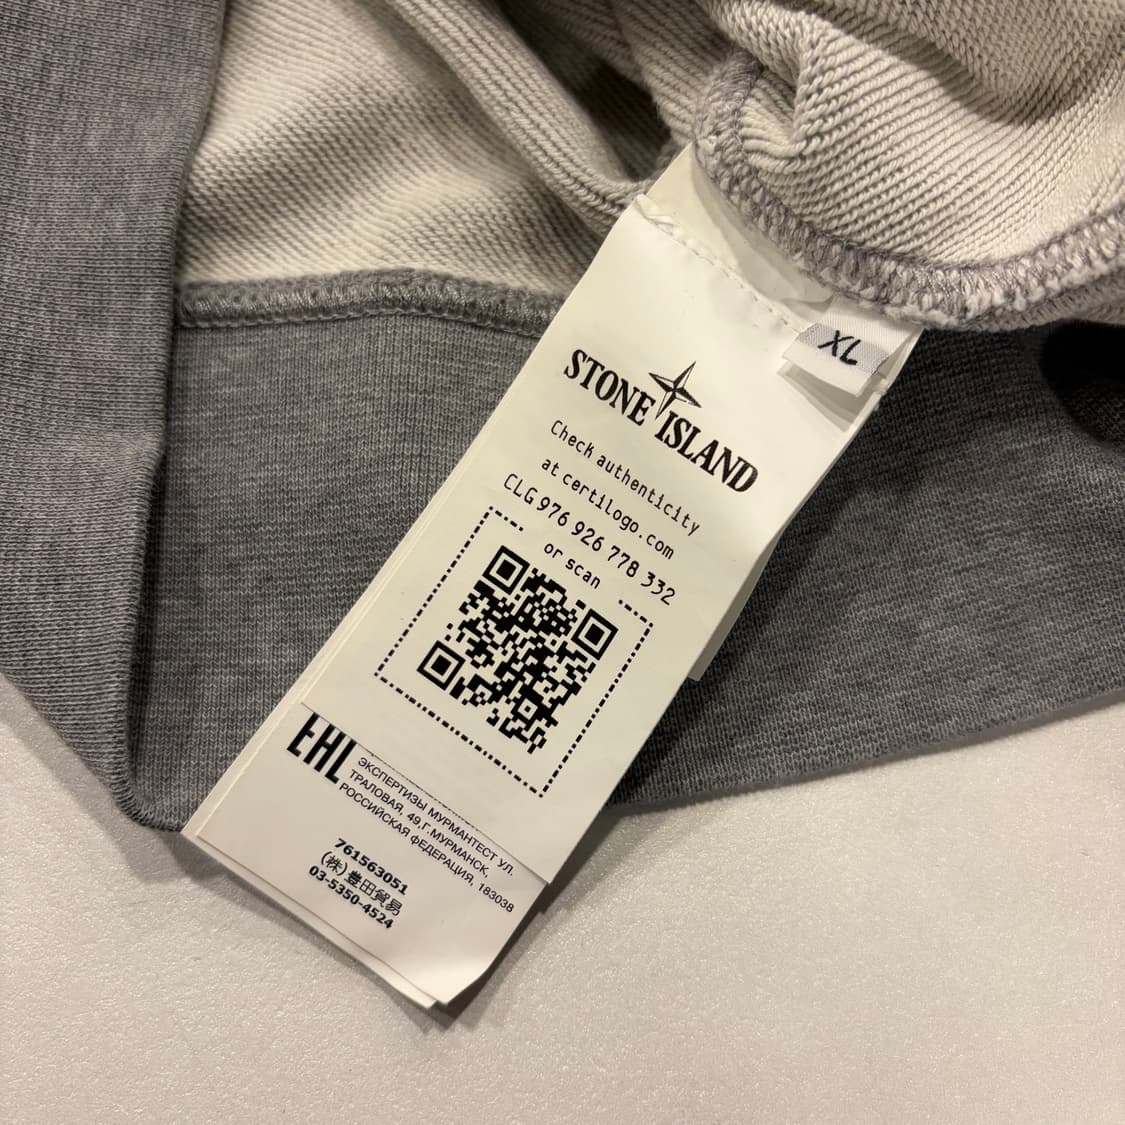 XL
STONE ISLAND
Check authenticity
at certilogo.com
CLG 976 926 778 332
or scan
EAC
ЭКСПЕРТИЗЫ МУРМАНТЕСТ УЛ.
ТРАЛОВАЯ, 49,Г.МУРМАНСК,
РОССИЙСКАЯ ФЕДЕРАЦИЯ, 183038
761563051
(株)豊田貿易
03-5350-4524